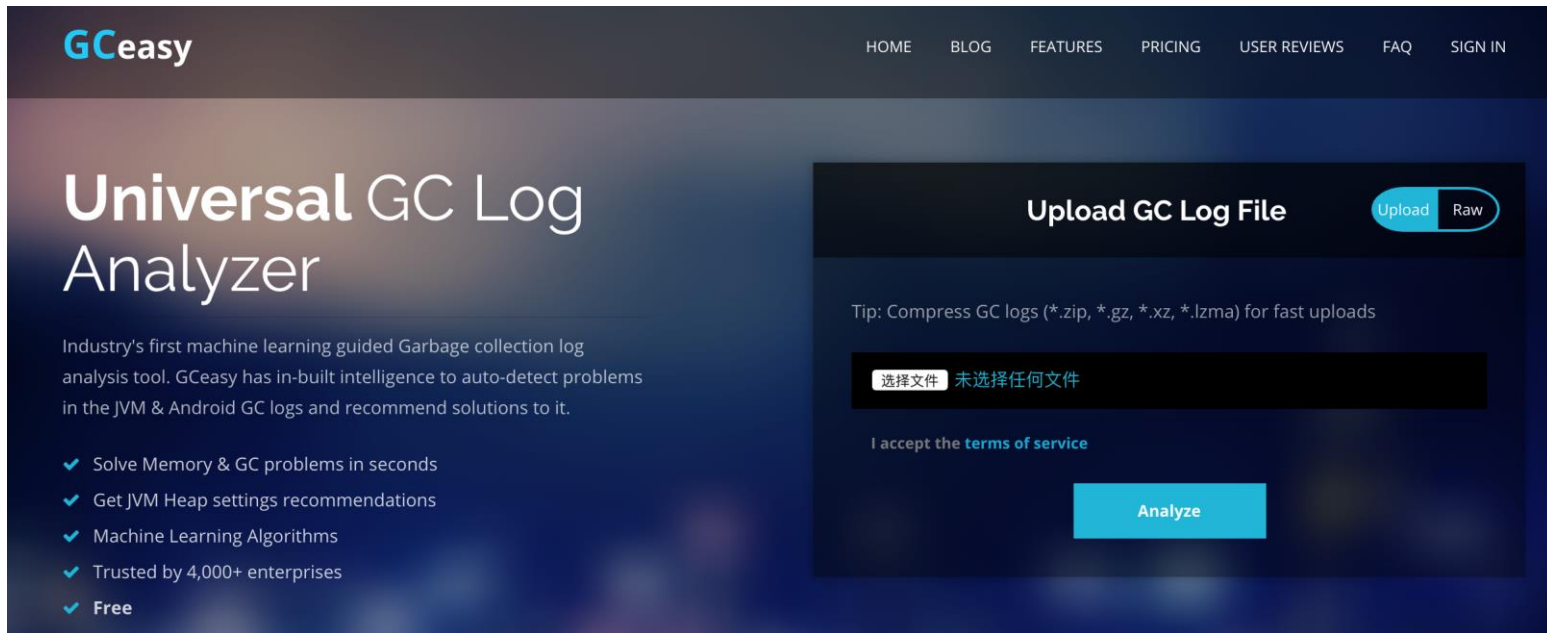 GCeasy
HOME BLOG FEATURES PRICING USER REVIEWS FAQ SIGN IN
Universal GC Log
Analyzer
Industry's first machine learning guided Garbage collection log
analysis tool. GCeasy has in-built intelligence to auto-detect problems
in the JVM & Android GC logs and recommend solutions to it.
Solve Memory & GC problems in seconds
Get JVM Heap settings recommendations
Machine Learning Algorithms
Trusted by 4,000+ enterprises
Free
Upload GC Log File
Upload Raw
Tip: Compress GC logs (*.zip, *.gz, *.xz, *.lzma) for fast uploads
选择文件 未选择任何文件
I accept the terms of service
Analyze